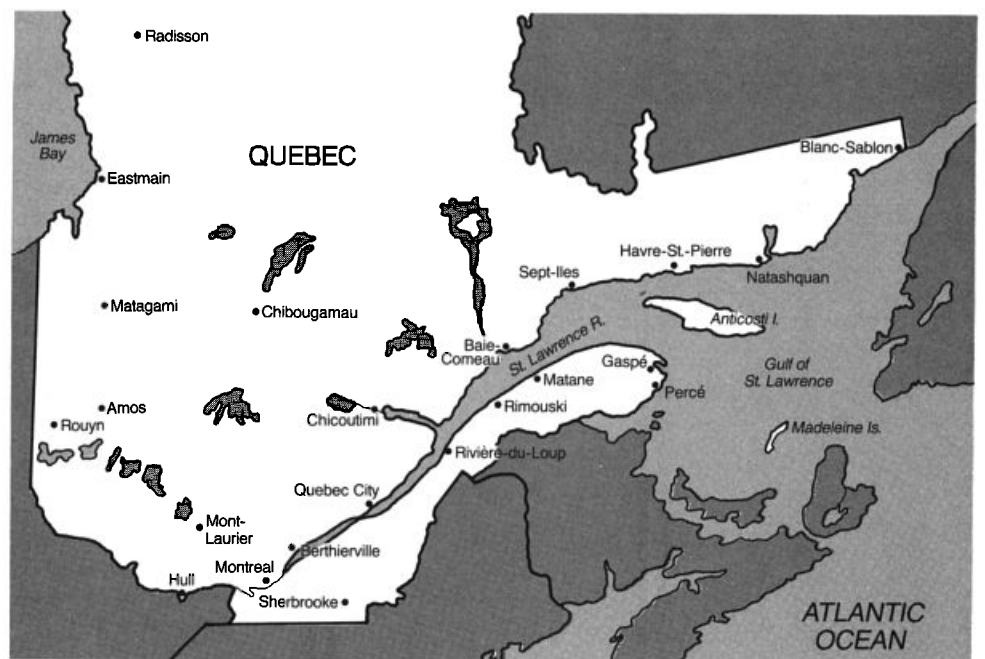 Radisson
James
Bay
QUEBEC
Blanc-Sablon
Eastmain
Havre-St.-Pierre
Sept-Iles
Natashquan
Matagami
Chibougamau
Anticosti I.
Baie-
Comeau
St. Lawrence R.
Gaspé
Gulf of
St. Lawrence
Matane
Percé
Amos
Chicoutimi
Rimouski
Rouyn
Madeleine Is.
Rivière-du-Loup
Quebec City
Mont-
Laurier
Berthierville
Montreal
Hull
Sherbrooke
ATLANTIC
OCEAN